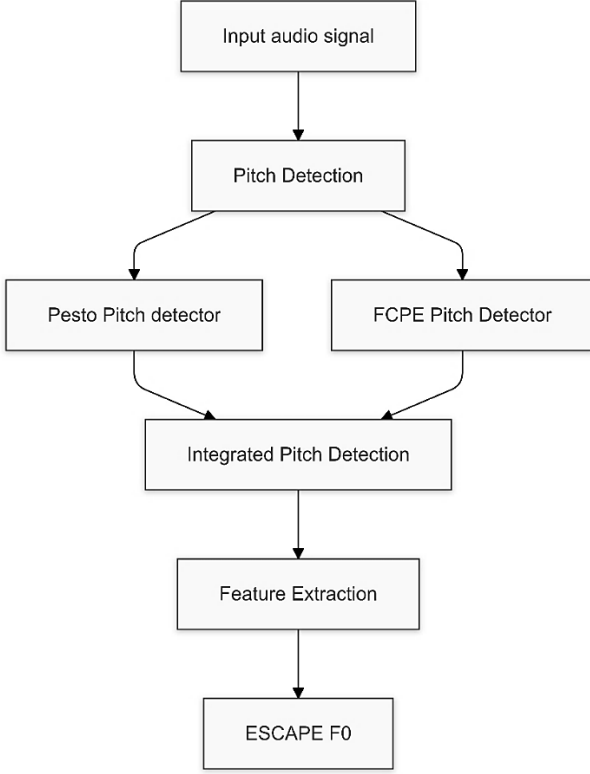 Input audio signal
Pitch Detection
Pesto Pitch detector
FCPE Pitch Detector
Integrated Pitch Detection
Feature Extraction
ESCAPE F0